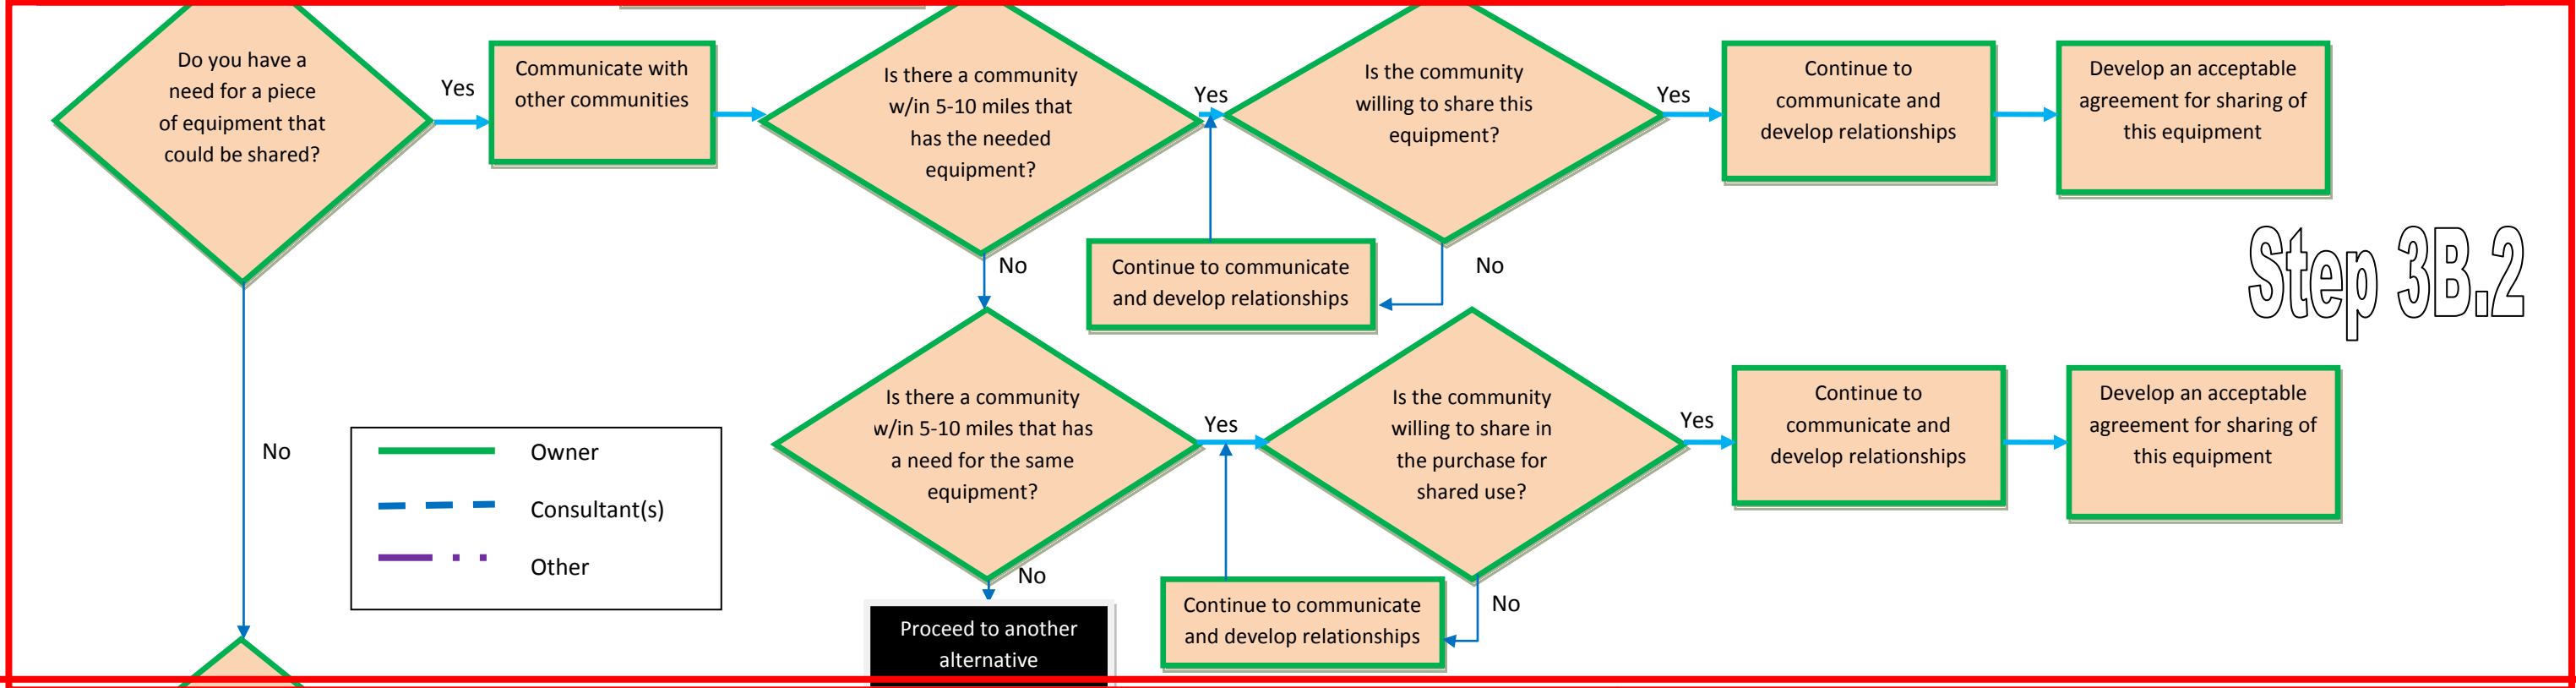 Do you have a
need for a piece
of equipment that
could be shared?
Yes
Communicate with
other communities
Is there a community
w/in 5-10 miles that
has the needed
equipment?
Yes
Is the community
willing to share this
equipment?
Yes
Continue to
communicate and
develop relationships
Develop an acceptable
agreement for sharing of
this equipment
No
Continue to communicate
and develop relationships
No
Step 3B.2
No
Owner
Consultant(s)
Other
Is there a community
w/in 5-10 miles that has
a need for the same
equipment?
Yes
Is the community
willing to share in
the purchase for
shared use?
Yes
Continue to
communicate and
develop relationships
Develop an acceptable
agreement for sharing of
this equipment
No
Proceed to another
alternative
Continue to communicate
and develop relationships
No